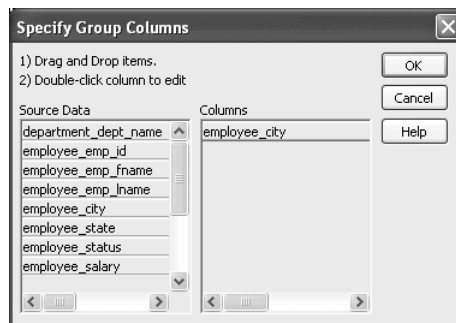 Specify Group Columns
1) Drag and Drop items.
2) Double-click column to edit
OK
Cancel
Help
Source Data
department_dept_name
employee_emp_id
employee_emp_fname
employee_emp_lname
employee_city
employee_state
employee_status
employee_salary
Columns
employee_city